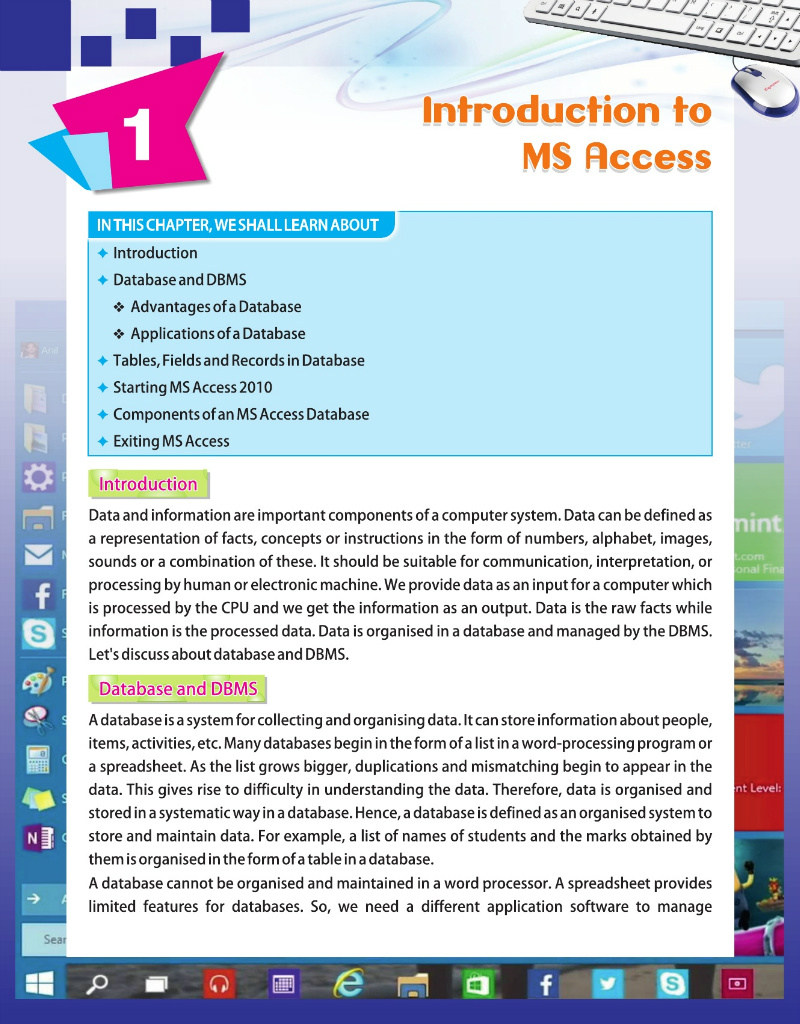 1
Introduction to
MS Access
IN THIS CHAPTER, WE SHALL LEARN ABOUT
Introduction
Database and DBMS
Advantages of a Database
Applications of a Database
Tables, Fields and Records in Database
Starting MS Access 2010
Components of an MS Access Database
Exiting MS Access
Introduction
Data and information are important components of a computer system. Data can be defined as
a representation of facts, concepts or instructions in the form of numbers, alphabet, images,
sounds or a combination of these. It should be suitable for communication, interpretation, or
processing by human or electronic machine. We provide data as an input for a computer which
is processed by the CPU and we get the information as an output. Data is the raw facts while
information is the processed data. Data is organised in a database and managed by the DBMS.
Let's discuss about database and DBMS.
Database and DBMS
A database is a system for collecting and organising data. It can store information about people,
items, activities, etc. Many databases begin in the form of a list in a word-processing program or
a spreadsheet. As the list grows bigger, duplications and mismatching begin to appear in the
data. This gives rise to difficulty in understanding the data. Therefore, data is organised and
stored in a systematic way in a database. Hence, a database is defined as an organised system to
store and maintain data. For example, a list of names of students and the marks obtained by
them is organised in the form of a table in a database.
A database cannot be organised and maintained in a word processor. A spreadsheet provides
limited features for databases. So, we need a different application software to manage
mint
t.com
onal Fina
nt Level:
Sear